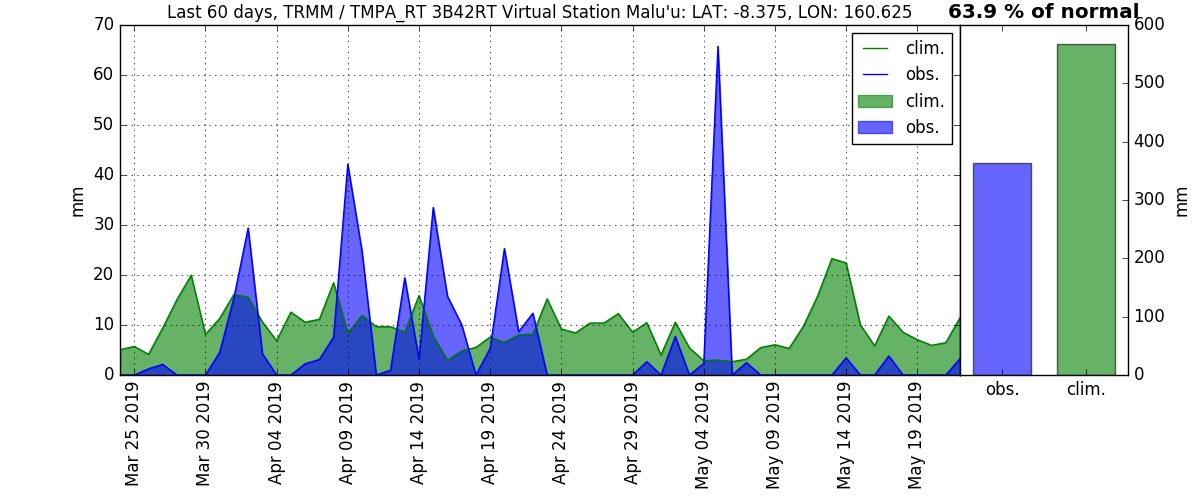 Last 60 days, TRMM / TMPA_RT 3B42RT Virtual Station Malu'u: LAT: -8.375, LON: 160.625
63.9 % of normal
70
60
50
40
30
20
10
0
mm
clim.
obs.
clim.
obs.
600
500
400
300
200
100
0
mm
Mar 25 2019
Mar 30 2019
Apr 04 2019
Apr 09 2019
Apr 14 2019
Apr 19 2019
Apr 24 2019
Apr 29 2019
May 04 2019
May 09 2019
May 14 2019
May 19 2019
obs.
clim.